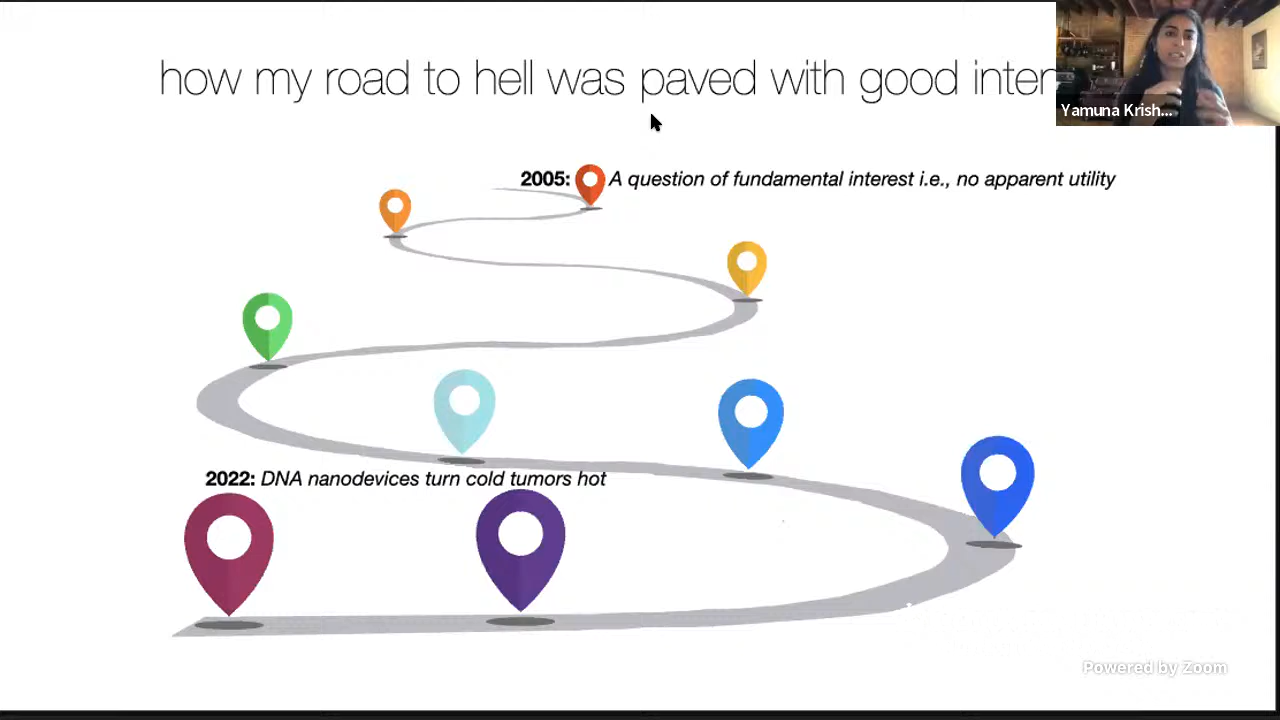 how my road to hell was paved with good inten
Yamuna Krish...
2005: A question of fundamental interest i.e., no apparent utility
2022: DNA nanodevices turn cold tumors hot
Powered by Zoom